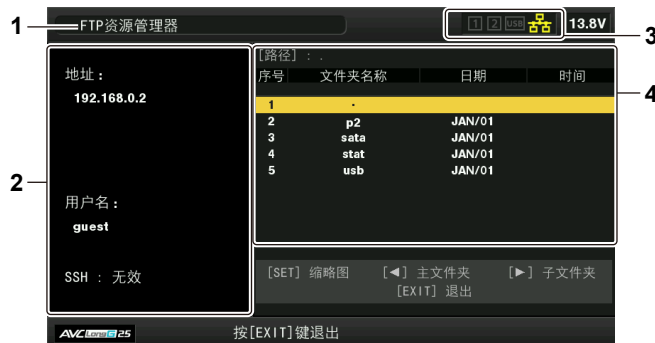 1
FTP资源管理器
1 2 USB
13.8V
3
地址：
192.168.0.2
用户名：
guest
SSH : 无效
2
[路径] : .
序号 文件夹名称 日期 时间
1 .
2 p2 JAN/01
3 sata JAN/01
4 stat JAN/01
5 usb JAN/01
4
[SET] 缩略图 [◀] 主文件夹 [▶] 子文件夹
[EXIT] 退出
AVC LongG 25
按[EXIT]键退出